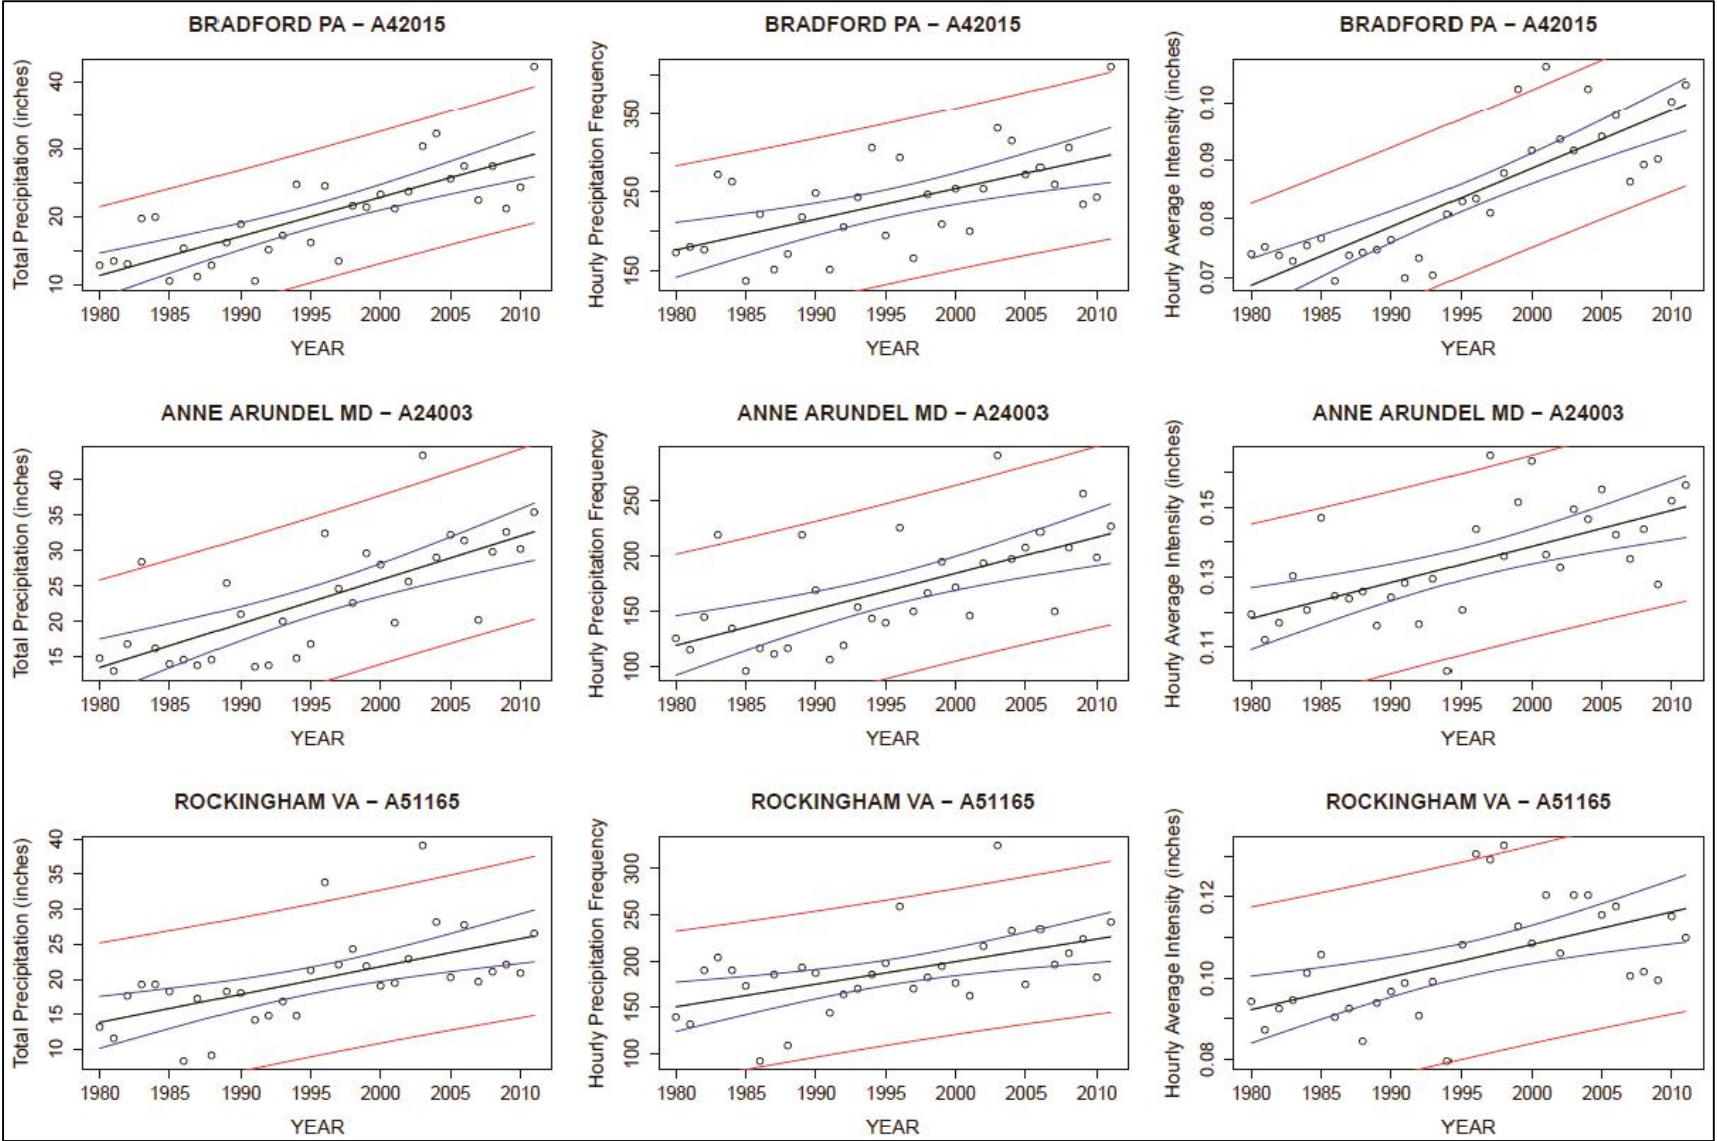 BRADFORD PA – A42015
Total Precipitation (inches)
40
30
20
10
1980 1985 1990 1995 2000 2005 2010
YEAR
BRADFORD PA – A42015
Hourly Precipitation Frequency
350
250
150
1980 1985 1990 1995 2000 2005 2010
YEAR
BRADFORD PA – A42015
Hourly Average Intensity (inches)
0.10
0.09
0.08
0.07
1980 1985 1990 1995 2000 2005 2010
YEAR
ANNE ARUNDEL MD – A24003
Total Precipitation (inches)
40
35
30
25
20
15
1980 1985 1990 1995 2000 2005 2010
YEAR
ANNE ARUNDEL MD – A24003
Hourly Precipitation Frequency
250
200
150
100
1980 1985 1990 1995 2000 2005 2010
YEAR
ANNE ARUNDEL MD – A24003
Hourly Average Intensity (inches)
0.15
0.13
0.11
1980 1985 1990 1995 2000 2005 2010
YEAR
ROCKINGHAM VA – A51165
Total Precipitation (inches)
40
35
30
25
20
15
10
1980 1985 1990 1995 2000 2005 2010
YEAR
ROCKINGHAM VA – A51165
Hourly Precipitation Frequency
300
250
200
150
100
1980 1985 1990 1995 2000 2005 2010
YEAR
ROCKINGHAM VA – A51165
Hourly Average Intensity (inches)
0.12
0.10
0.08
1980 1985 1990 1995 2000 2005 2010
YEAR